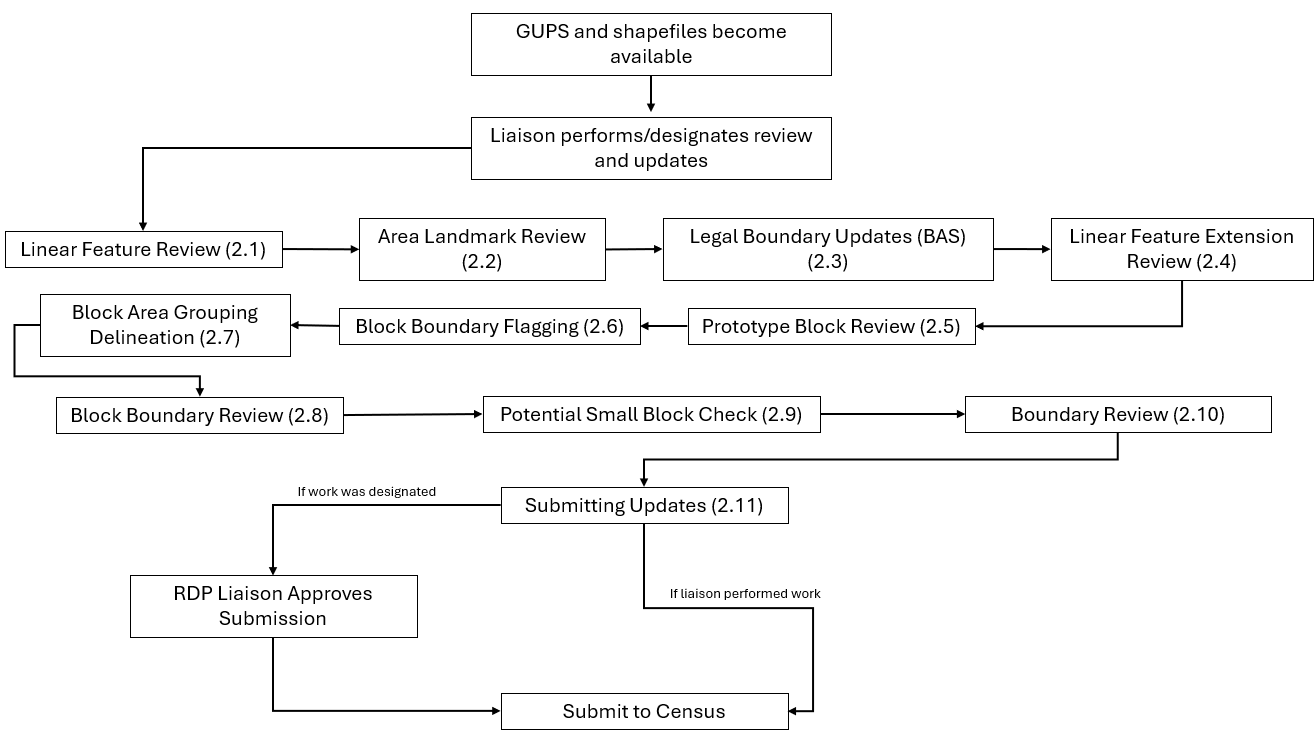 GUPS and shapefiles become
available
Liaison performs/designates review
and updates
Linear Feature Review (2.1)
Area Landmark Review
(2.2)
Legal Boundary Updates (BAS)
(2.3)
Linear Feature Extension
Review (2.4)
Block Area Grouping
Delineation (2.7)
Block Boundary Flagging (2.6)
Prototype Block Review (2.5)
Block Boundary Review (2.8)
Potential Small Block Check (2.9)
Boundary Review (2.10)
If work was designated
Submitting Updates (2.11)
RDP Liaison Approves
Submission
If liaison performed work
Submit to Census